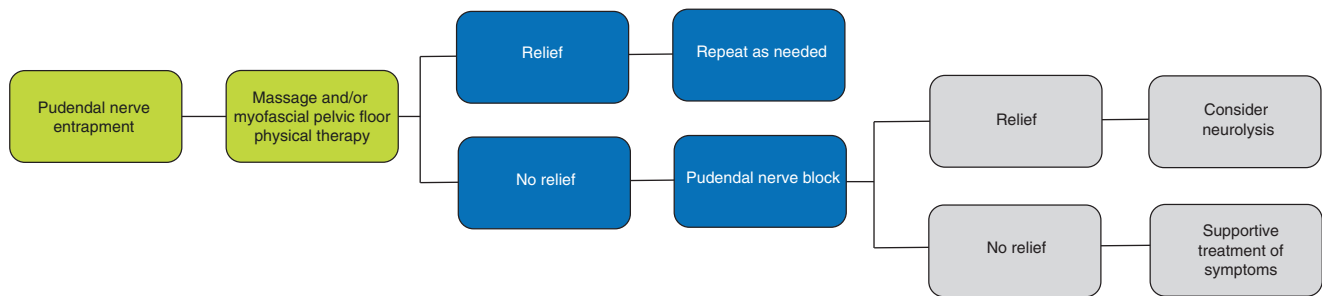 Pudendal nerve
entrapment
Massage and/or
myofascial pelvic floor
physical therapy
Relief
Repeat as needed
No relief
Pudendal nerve block
Relief
Consider
neurolysis
No relief
Supportive
treatment of
symptoms